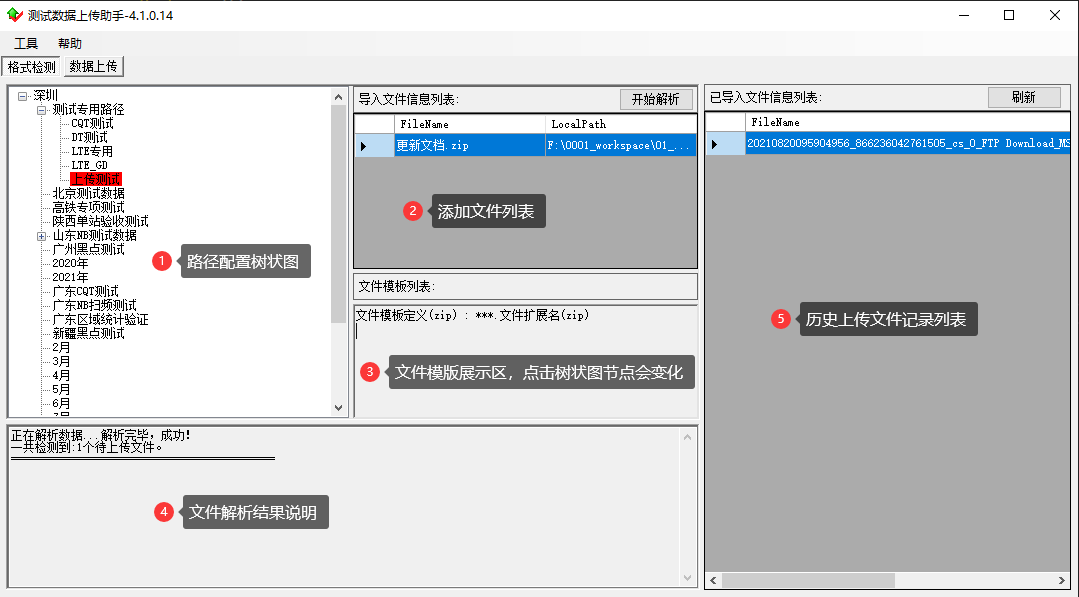 测试数据上传助手-4.1.0.14
工具 帮助
格式检测 数据上传
深圳
测试专用路径
CQT测试
DT测试
LTE专用
LTE_GD
上传测试
北京测试数据
高铁专项测试
陕西单站验收测试
山东NB测试数据
广州黑点测试
2020年
2021年
广东CQT测试
广东NB扫频测试
广东区域统计验证
新疆黑点测试
2月
3月
4月
5月
6月
1 路径配置树状图
导入文件信息列表:
开始解析
FileName LocalPath
更新文档.zip F:\0001_workspace\01_...
2 添加文件列表
文件模板列表:
文件模板定义(zip) : ***.文件扩展名(zip)
3 文件模版展示区，点击树状图节点会变化
已导入文件信息列表:
刷新
FileName
20210820095904956_866236042761505_cs_0_FTP Download_MS
5 历史上传文件记录列表
正在解析数据...解析完毕，成功！
一共检测到:1个待上传文件。
4 文件解析结果说明